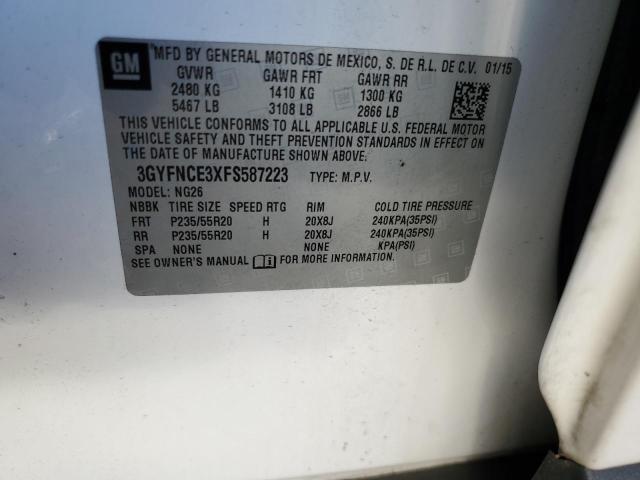 GM MFD BY GENERAL MOTORS DE MEXICO, S. DE R.L. DE C.V. 01/15
GVWR GAWR FRT GAWR RR
2480 KG 1410 KG 1300 KG
5467 LB 3108 LB 2866 LB
THIS VEHICLE CONFORMS TO ALL APPLICABLE U.S. FEDERAL MOTOR
VEHICLE SAFETY AND THEFT PREVENTION STANDARDS IN EFFECT ON
THE DATE OF MANUFACTURE SHOWN ABOVE.
3GYFNCE3XFS587223 TYPE: M.P.V.
MODEL: NG26
NBBK TIRE SIZE SPEED RTG RIM COLD TIRE PRESSURE
FRT P235/55R20 H 20X8J 240KPA(35PSI)
RR P235/55R20 H 20X8J 240KPA(35PSI)
SPA NONE NONE KPA(PSI)
SEE OWNER'S MANUAL FOR MORE INFORMATION.